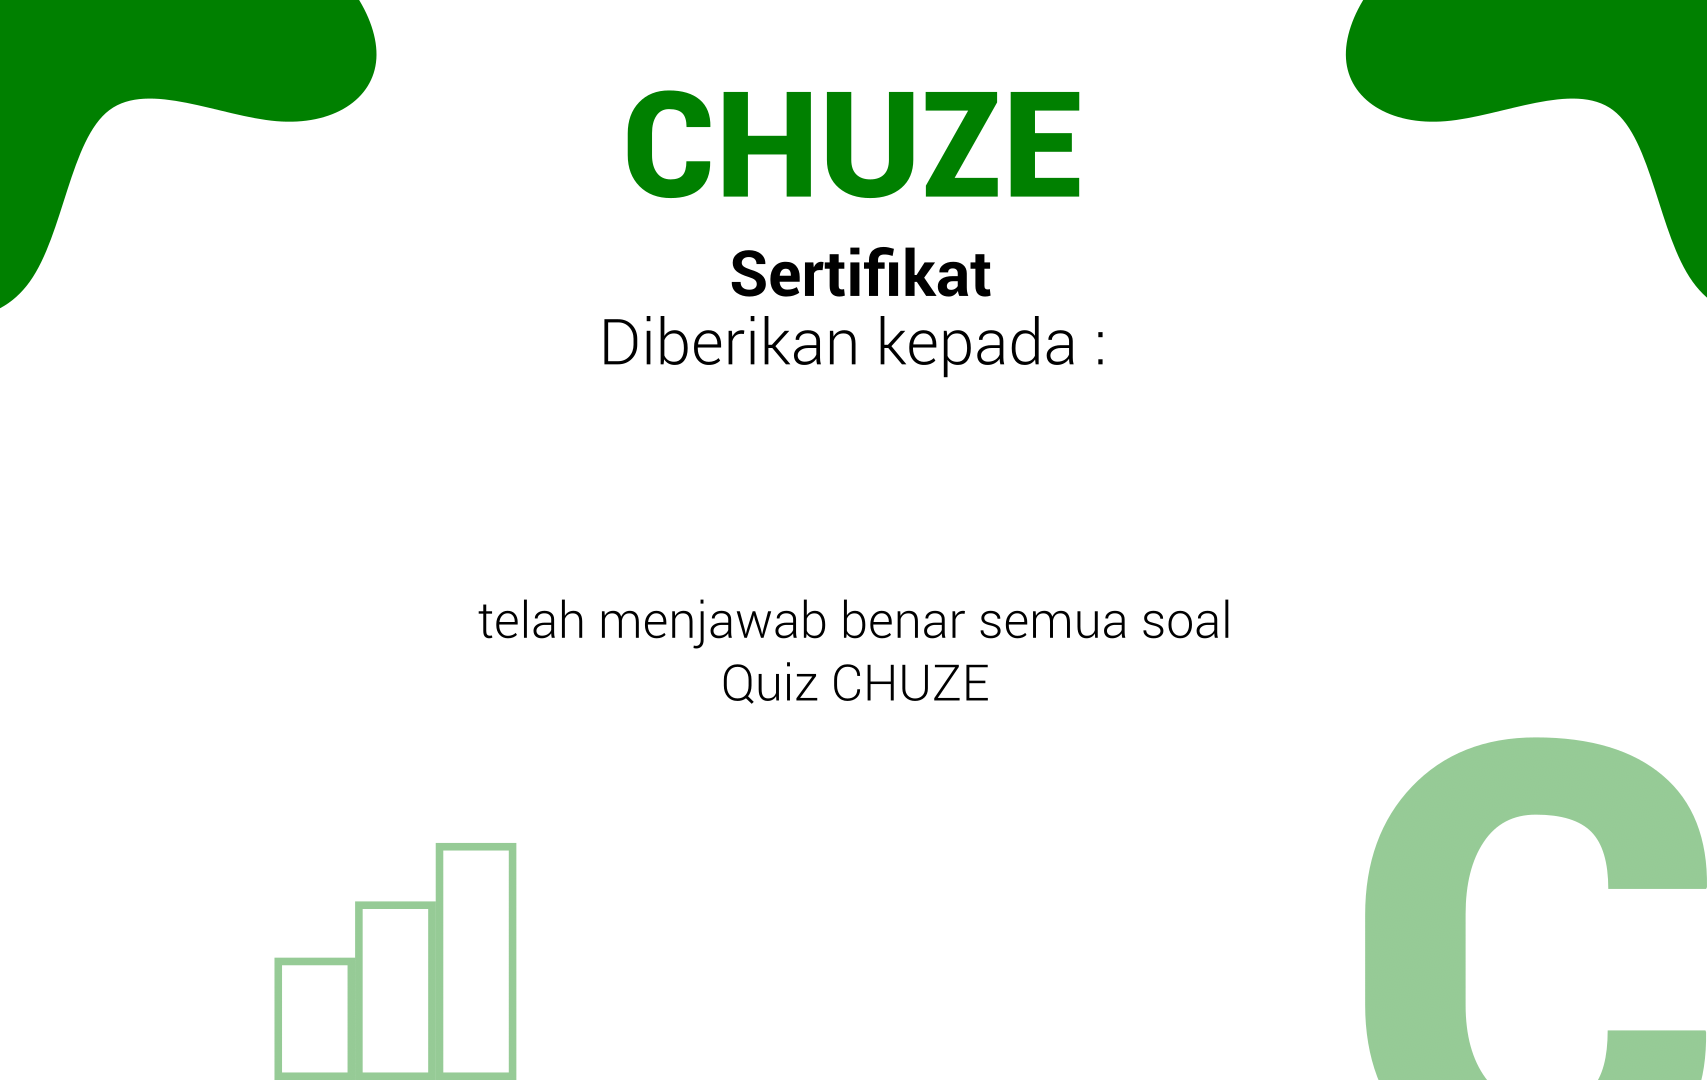 CHUZE
Sertifikat
Diberikan kepada :
telah menjawab benar semua soal
Quiz CHUZE
C